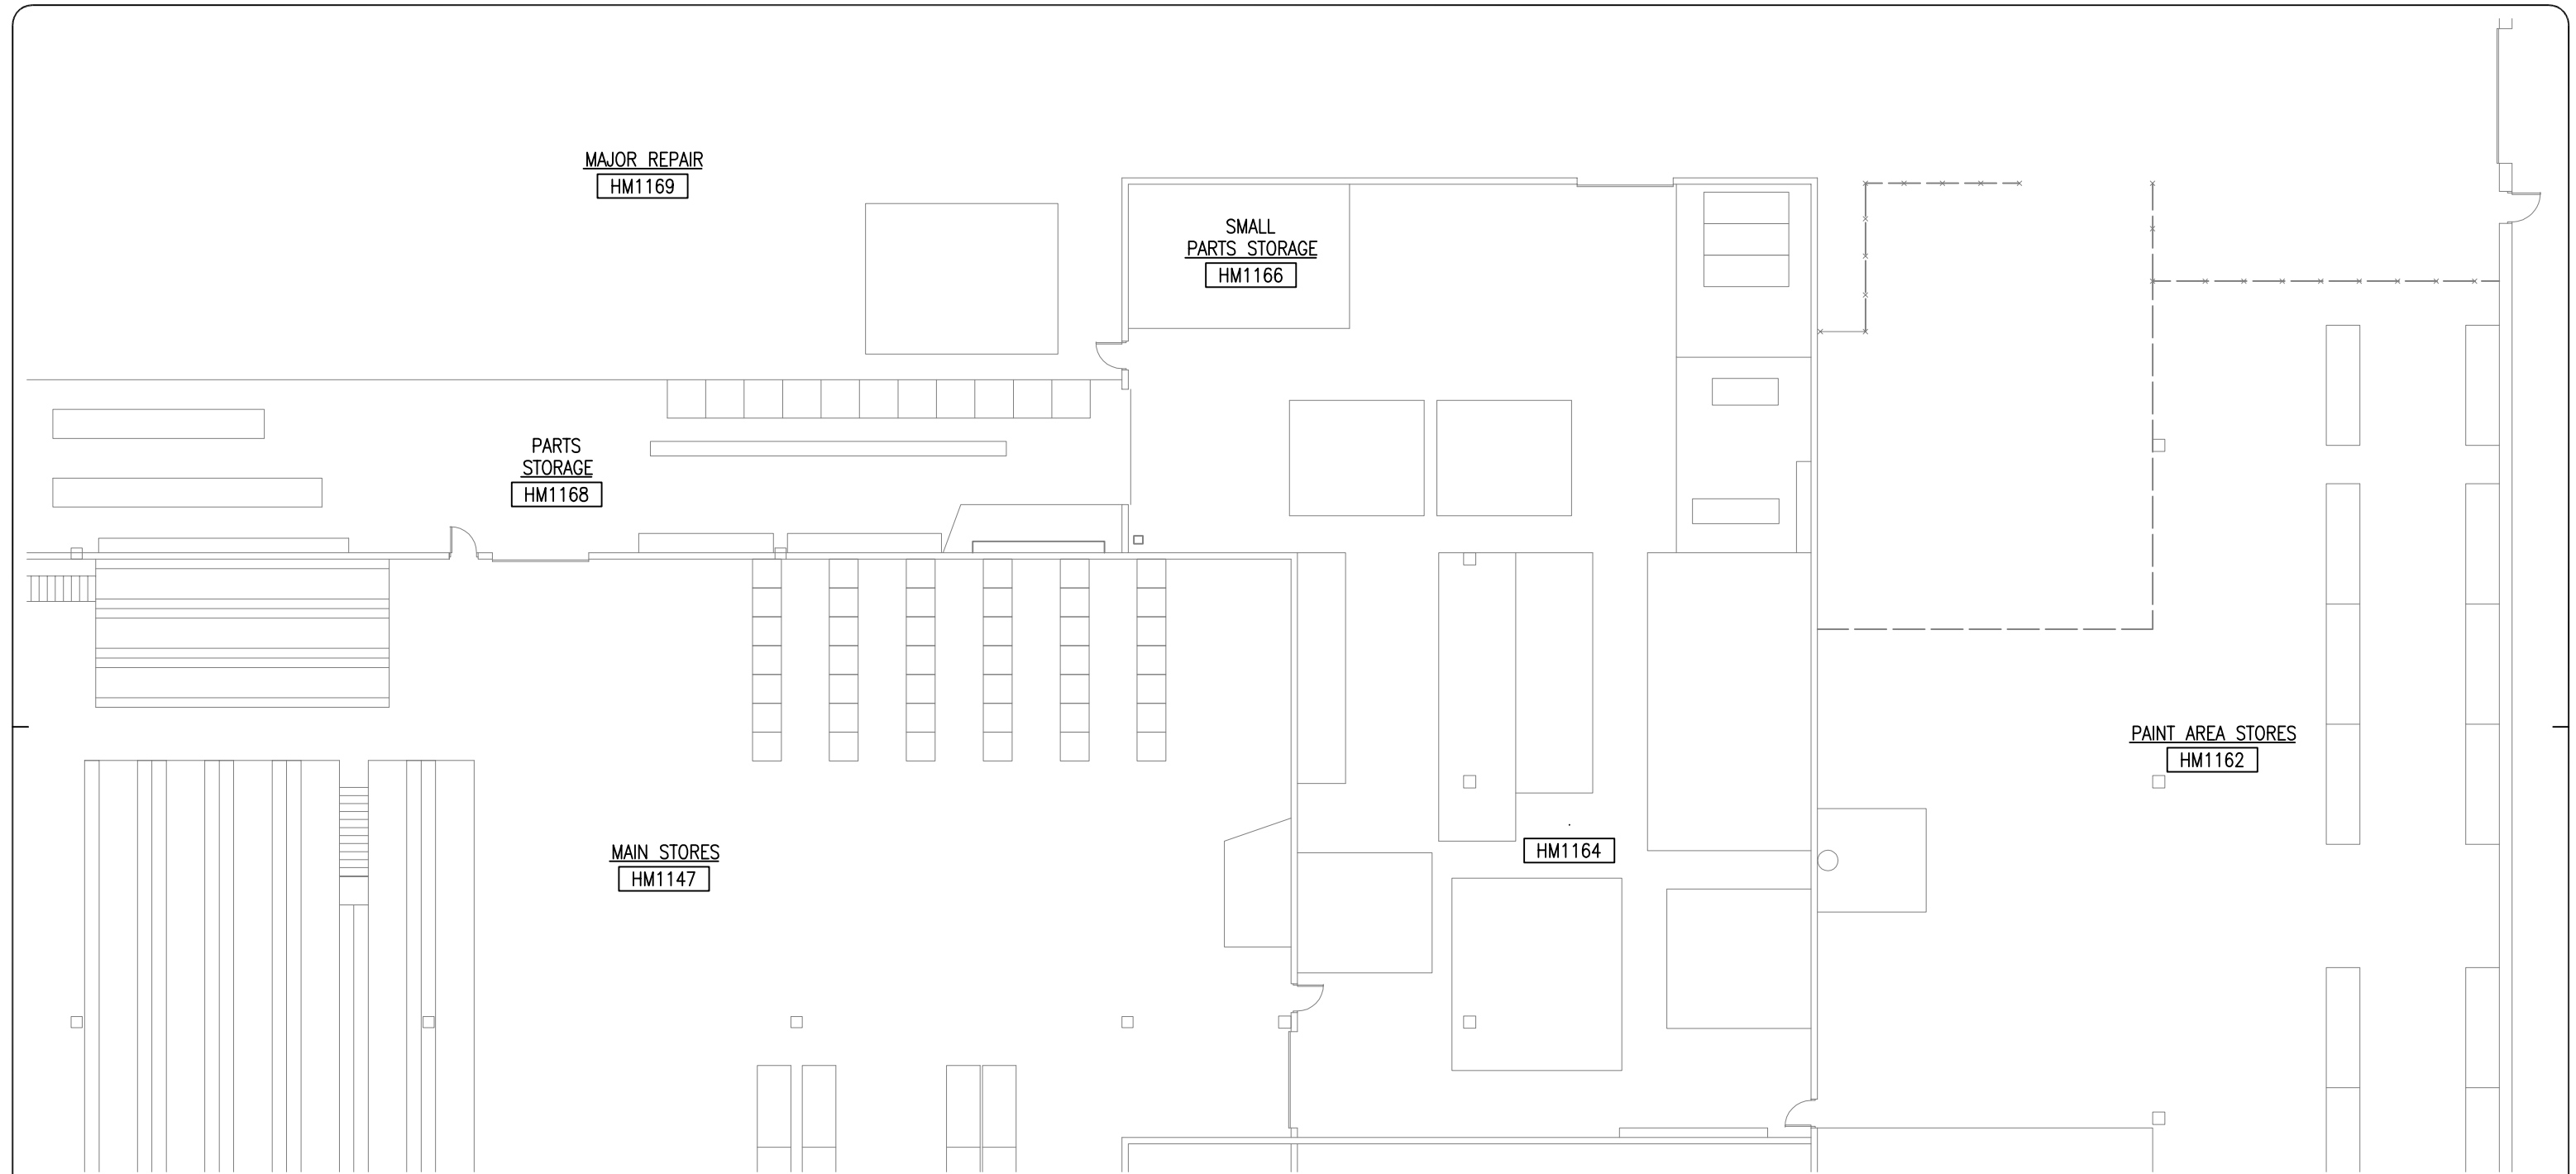 MAJOR REPAIR
HM1169
SMALL
PARTS STORAGE
HM1166
PARTS
STORAGE
HM1168
PAINT AREA STORES
HM1162
MAIN STORES
HM1147
HM1164